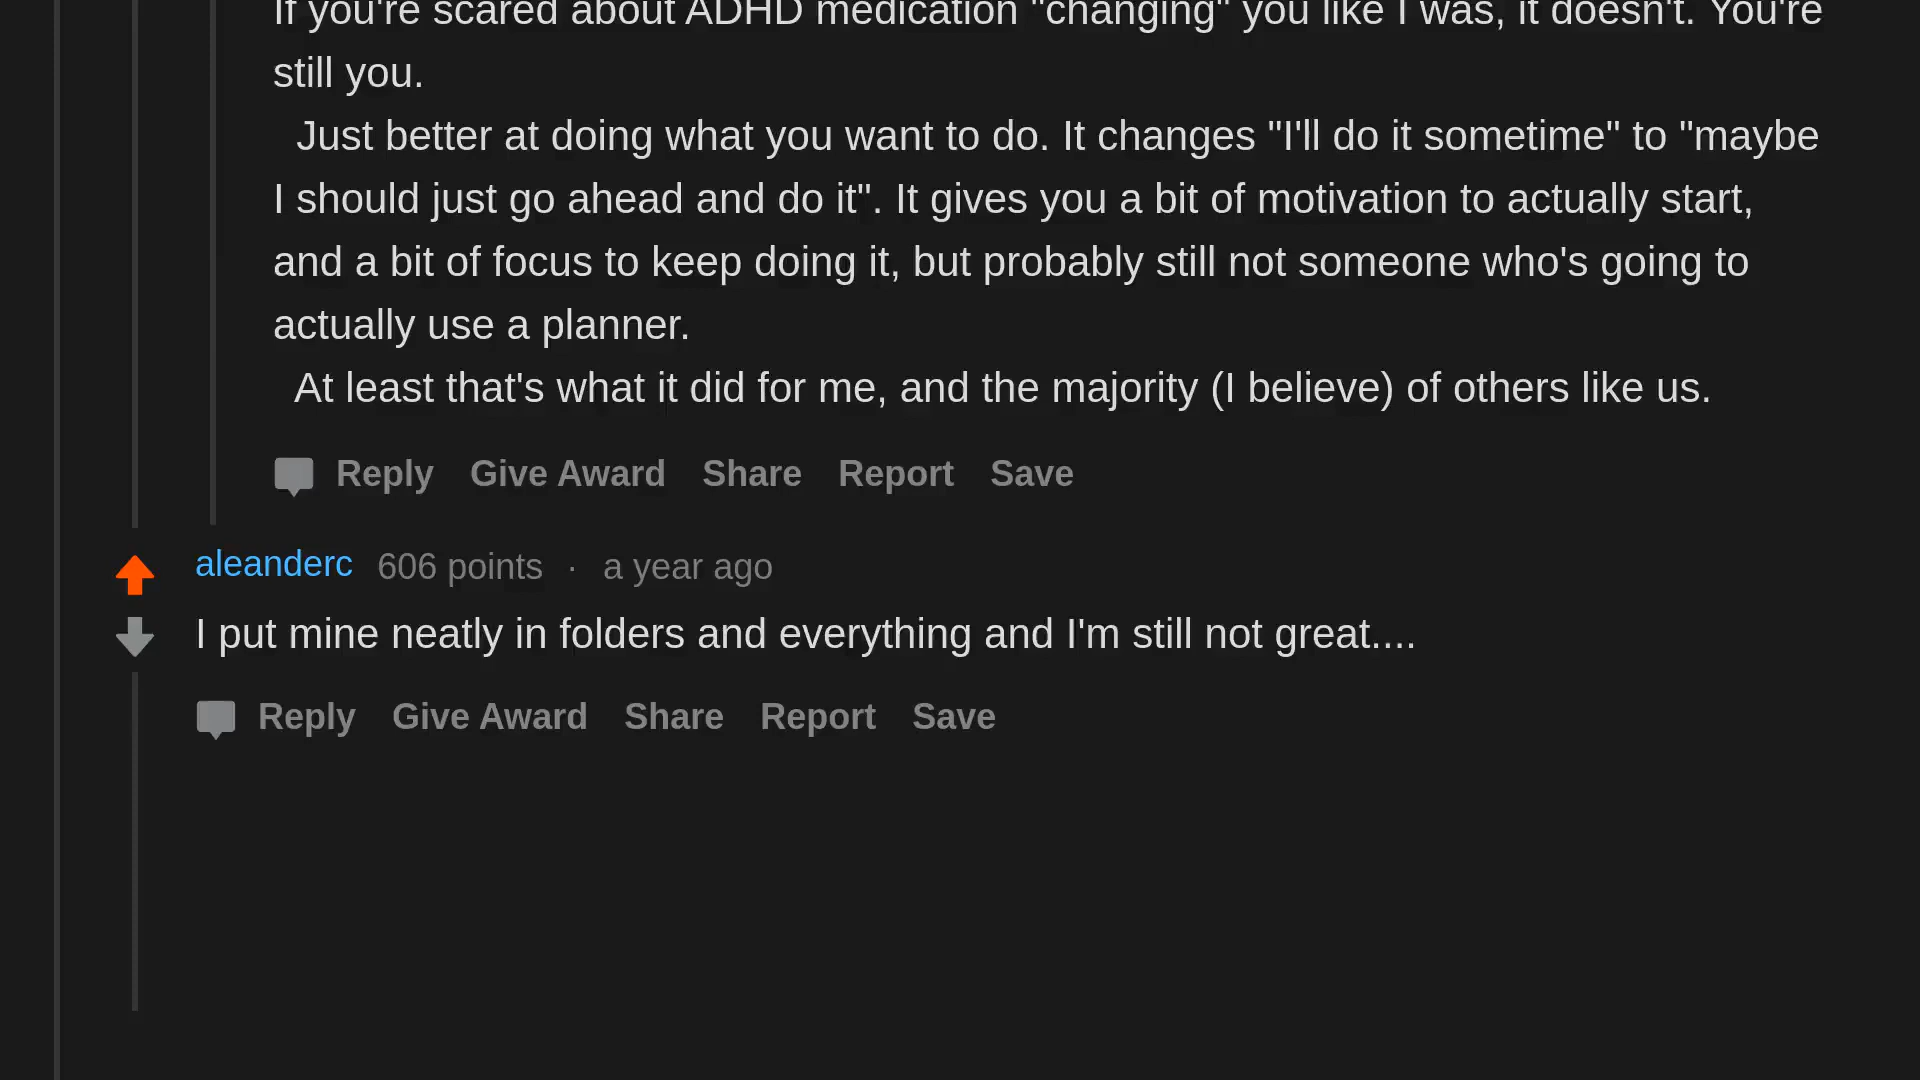 If you're scared about ADHD medication "changing" you like I was, it doesn't. You're
still you.
Just better at doing what you want to do. It changes "I'll do it sometime" to "maybe
I should just go ahead and do it". It gives you a bit of motivation to actually start,
and a bit of focus to keep doing it, but probably still not someone who's going to
actually use a planner.
At least that's what it did for me, and the majority (I believe) of others like us.
Reply Give Award Share Report Save
aleanderc 606 points · a year ago
I put mine neatly in folders and everything and I'm still not great....
Reply Give Award Share Report Save